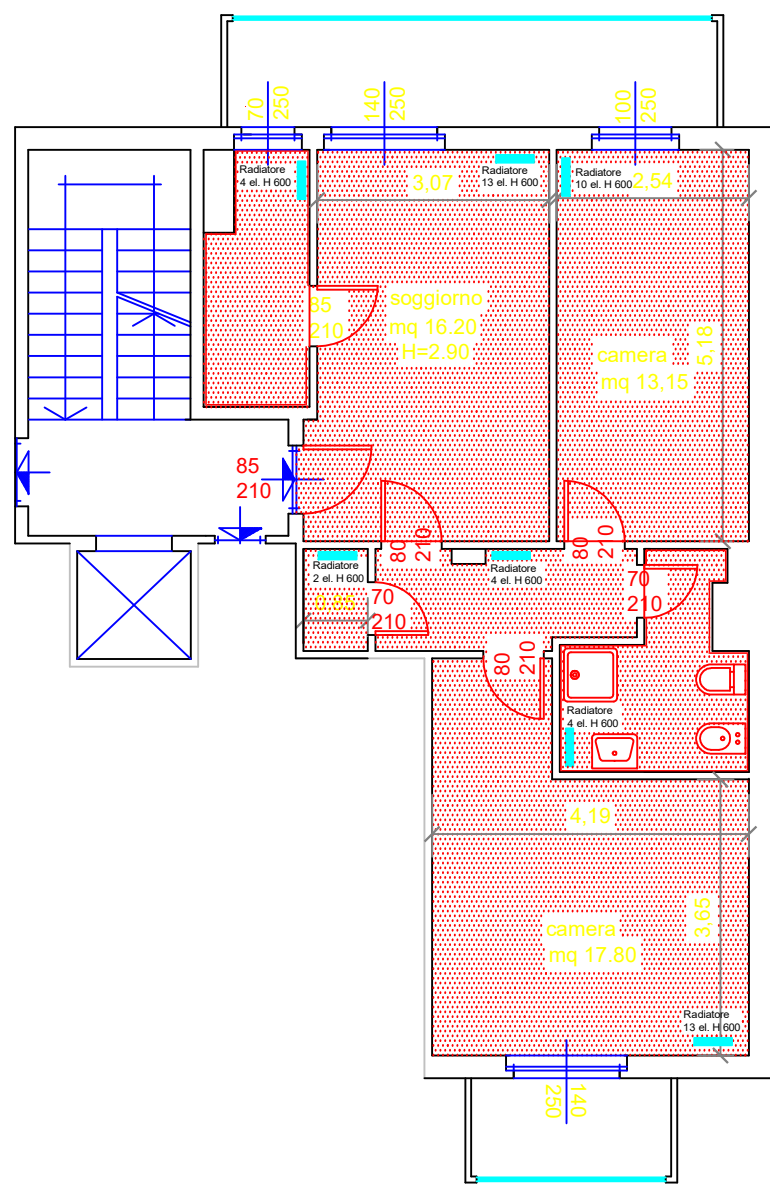 70
250
140
250
100
250
Radiatore
4 el. H 600
3,07
Radiatore
13 el. H 600
Radiatore
10 el. H 600
2,54
85
210
soggiorno
mq 16.20
H=2.90
5,18
camera
mq 13,15
85
210
80
210
80
210
Radiatore
2 el. H 600
0.85
70
210
Radiatore
4 el. H 600
70
210
80
210
Radiatore
4 el. H 600
4,19
3,65
camera
mq 17.80
Radiatore
13 el. H 600
140
250